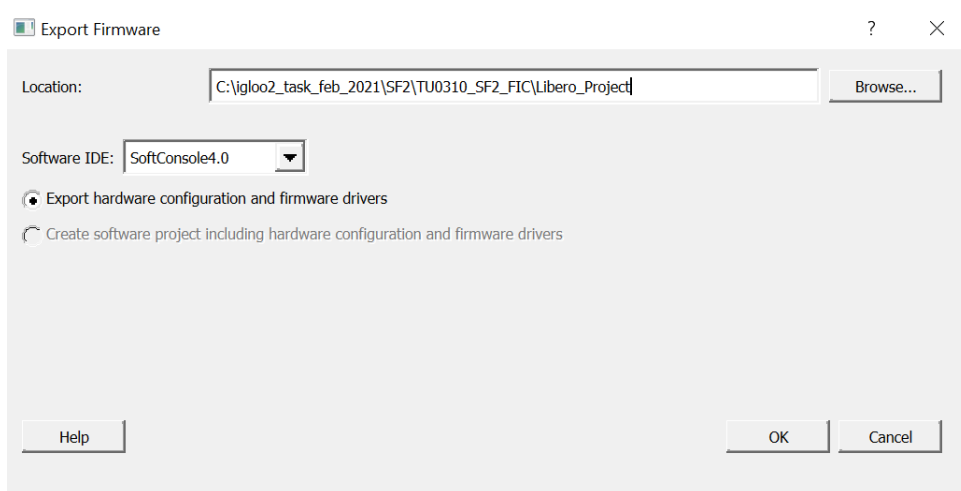 Export Firmware ?
Location: C:\igloo2_task_feb_2021\SF2\TU0310_SF2_FIC\Libero_Project Browse...
Software IDE: SoftConsole4.0
Export hardware configuration and firmware drivers
Create software project including hardware configuration and firmware drivers
Help OK Cancel